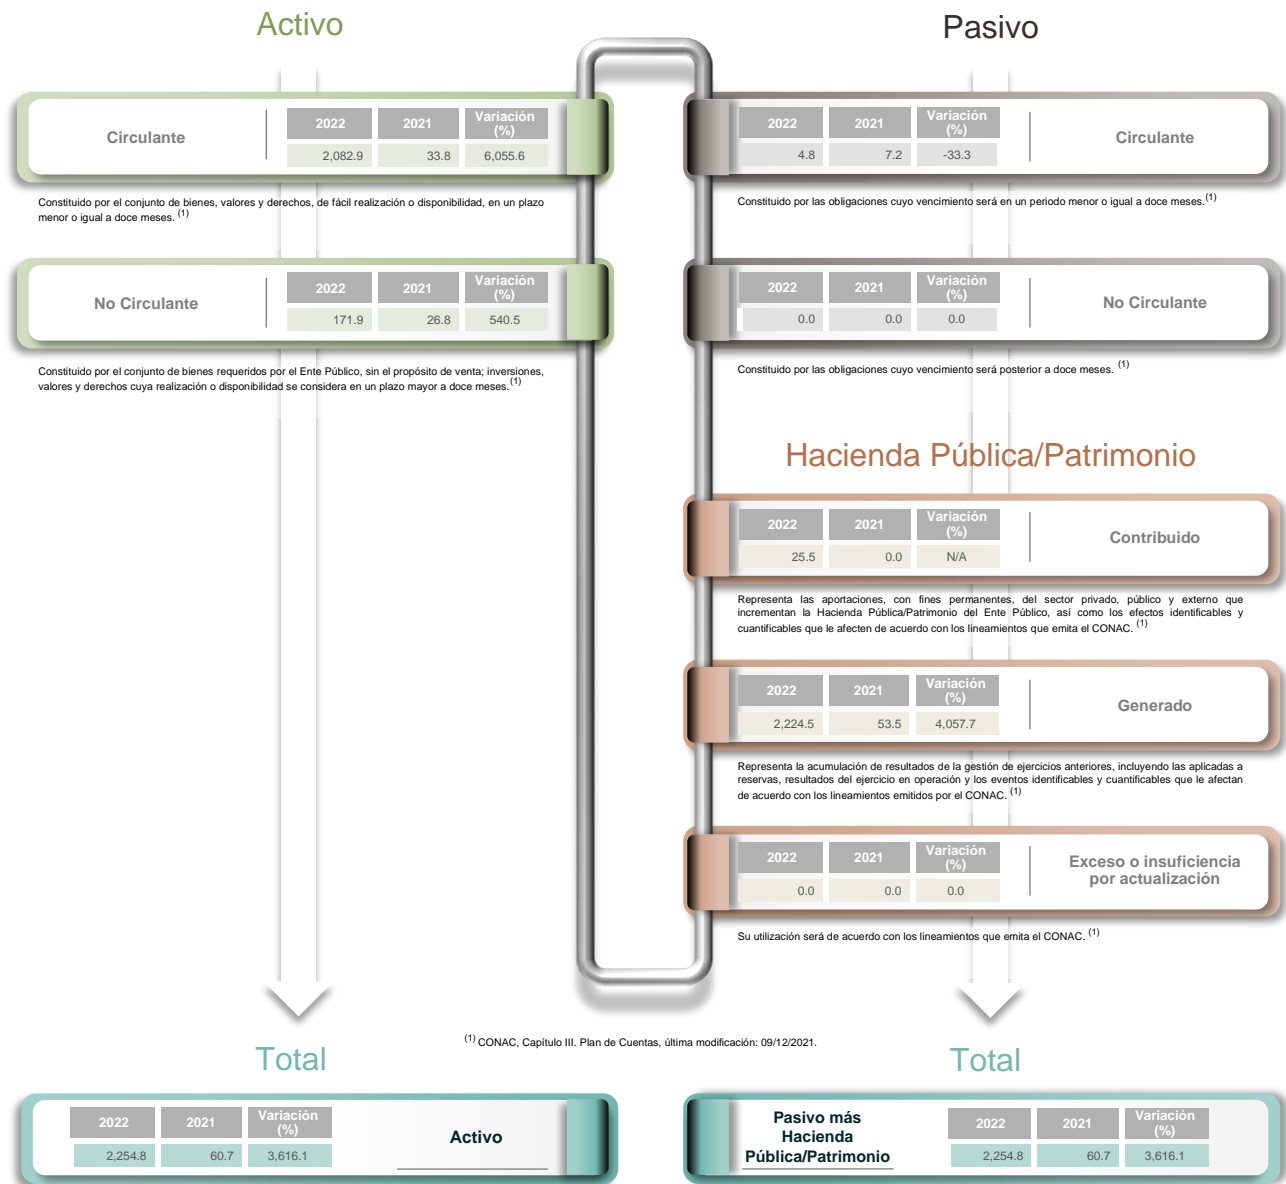 Activo
Circulante
2022 2021 Variación (%)
2,082.9 33.8 6,055.6
Constituido por el conjunto de bienes, valores y derechos, de fácil realización o disponibilidad, en un plazo
menor o igual a doce meses. (1)
No Circulante
2022 2021 Variación (%)
171.9 26.8 540.5
Constituido por el conjunto de bienes requeridos por el Ente Público, sin el propósito de venta; inversiones,
valores y derechos cuya realización o disponibilidad se considera en un plazo mayor a doce meses.(1)
Pasivo
2022 2021 Variación (%)
4.8 7.2 -33.3
Circulante
Constituido por las obligaciones cuyo vencimiento será en un periodo menor o igual a doce meses.(1)
2022 2021 Variación (%)
0.0 0.0 0.0
No Circulante
Constituido por las obligaciones cuyo vencimiento será posterior a doce meses. (1)
Hacienda Pública/Patrimonio
2022 2021 Variación (%)
25.5 0.0 N/A
Contribuido
Representa las aportaciones, con fines permanentes, del sector privado, público y externo que
incrementan la Hacienda Pública/Patrimonio del Ente Público, así como los efectos identificables y
cuantificables que le afecten de acuerdo con los lineamientos que emita el CONAC. (1)
2022 2021 Variación (%)
2,224.5 53.5 4,057.7
Generado
Representa la acumulación de resultados de la gestión de ejercicios anteriores, incluyendo las aplicadas a
reservas, resultados del ejercicio en operación y los eventos identificables y cuantificables que le afectan
de acuerdo con los lineamientos emitidos por el CONAC. (1)
2022 2021 Variación (%)
0.0 0.0 0.0
Exceso o insuficiencia
por actualización
Su utilización será de acuerdo con los lineamientos que emita el CONAC. (1)
(1) CONAC, Capítulo III. Plan de Cuentas, última modificación: 09/12/2021.
Total
2022 2021 Variación (%)
2,254.8 60.7 3,616.1
Activo
Total
Pasivo más
Hacienda
Pública/Patrimonio
2022 2021 Variación (%)
2,254.8 60.7 3,616.1